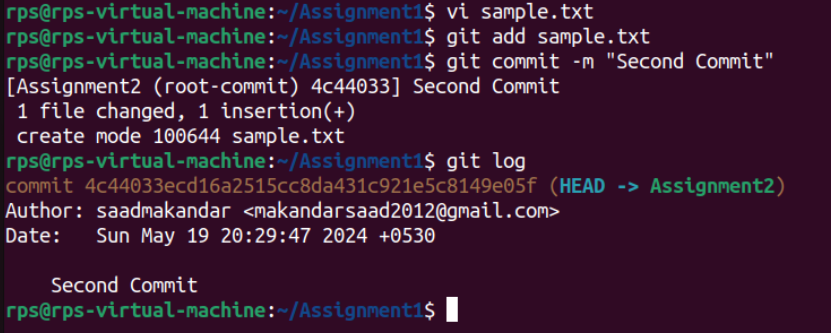 rps@rps-virtual-machine:~/Assignment1$ vi sample.txt
rps@rps-virtual-machine:~/Assignment1$ git add sample.txt
rps@rps-virtual-machine:~/Assignment1$ git commit -m "Second Commit"
[Assignment2 (root-commit) 4c44033] Second Commit
 1 file changed, 1 insertion(+)
 create mode 100644 sample.txt
rps@rps-virtual-machine:~/Assignment1$ git log
commit 4c44033ecd16a2515cc8da431c921e5c8149e05f (HEAD -> Assignment2)
Author: saadmakandar <makandarsaad2012@gmail.com>
Date:   Sun May 19 20:29:47 2024 +0530
    Second Commit
rps@rps-virtual-machine:~/Assignment1$